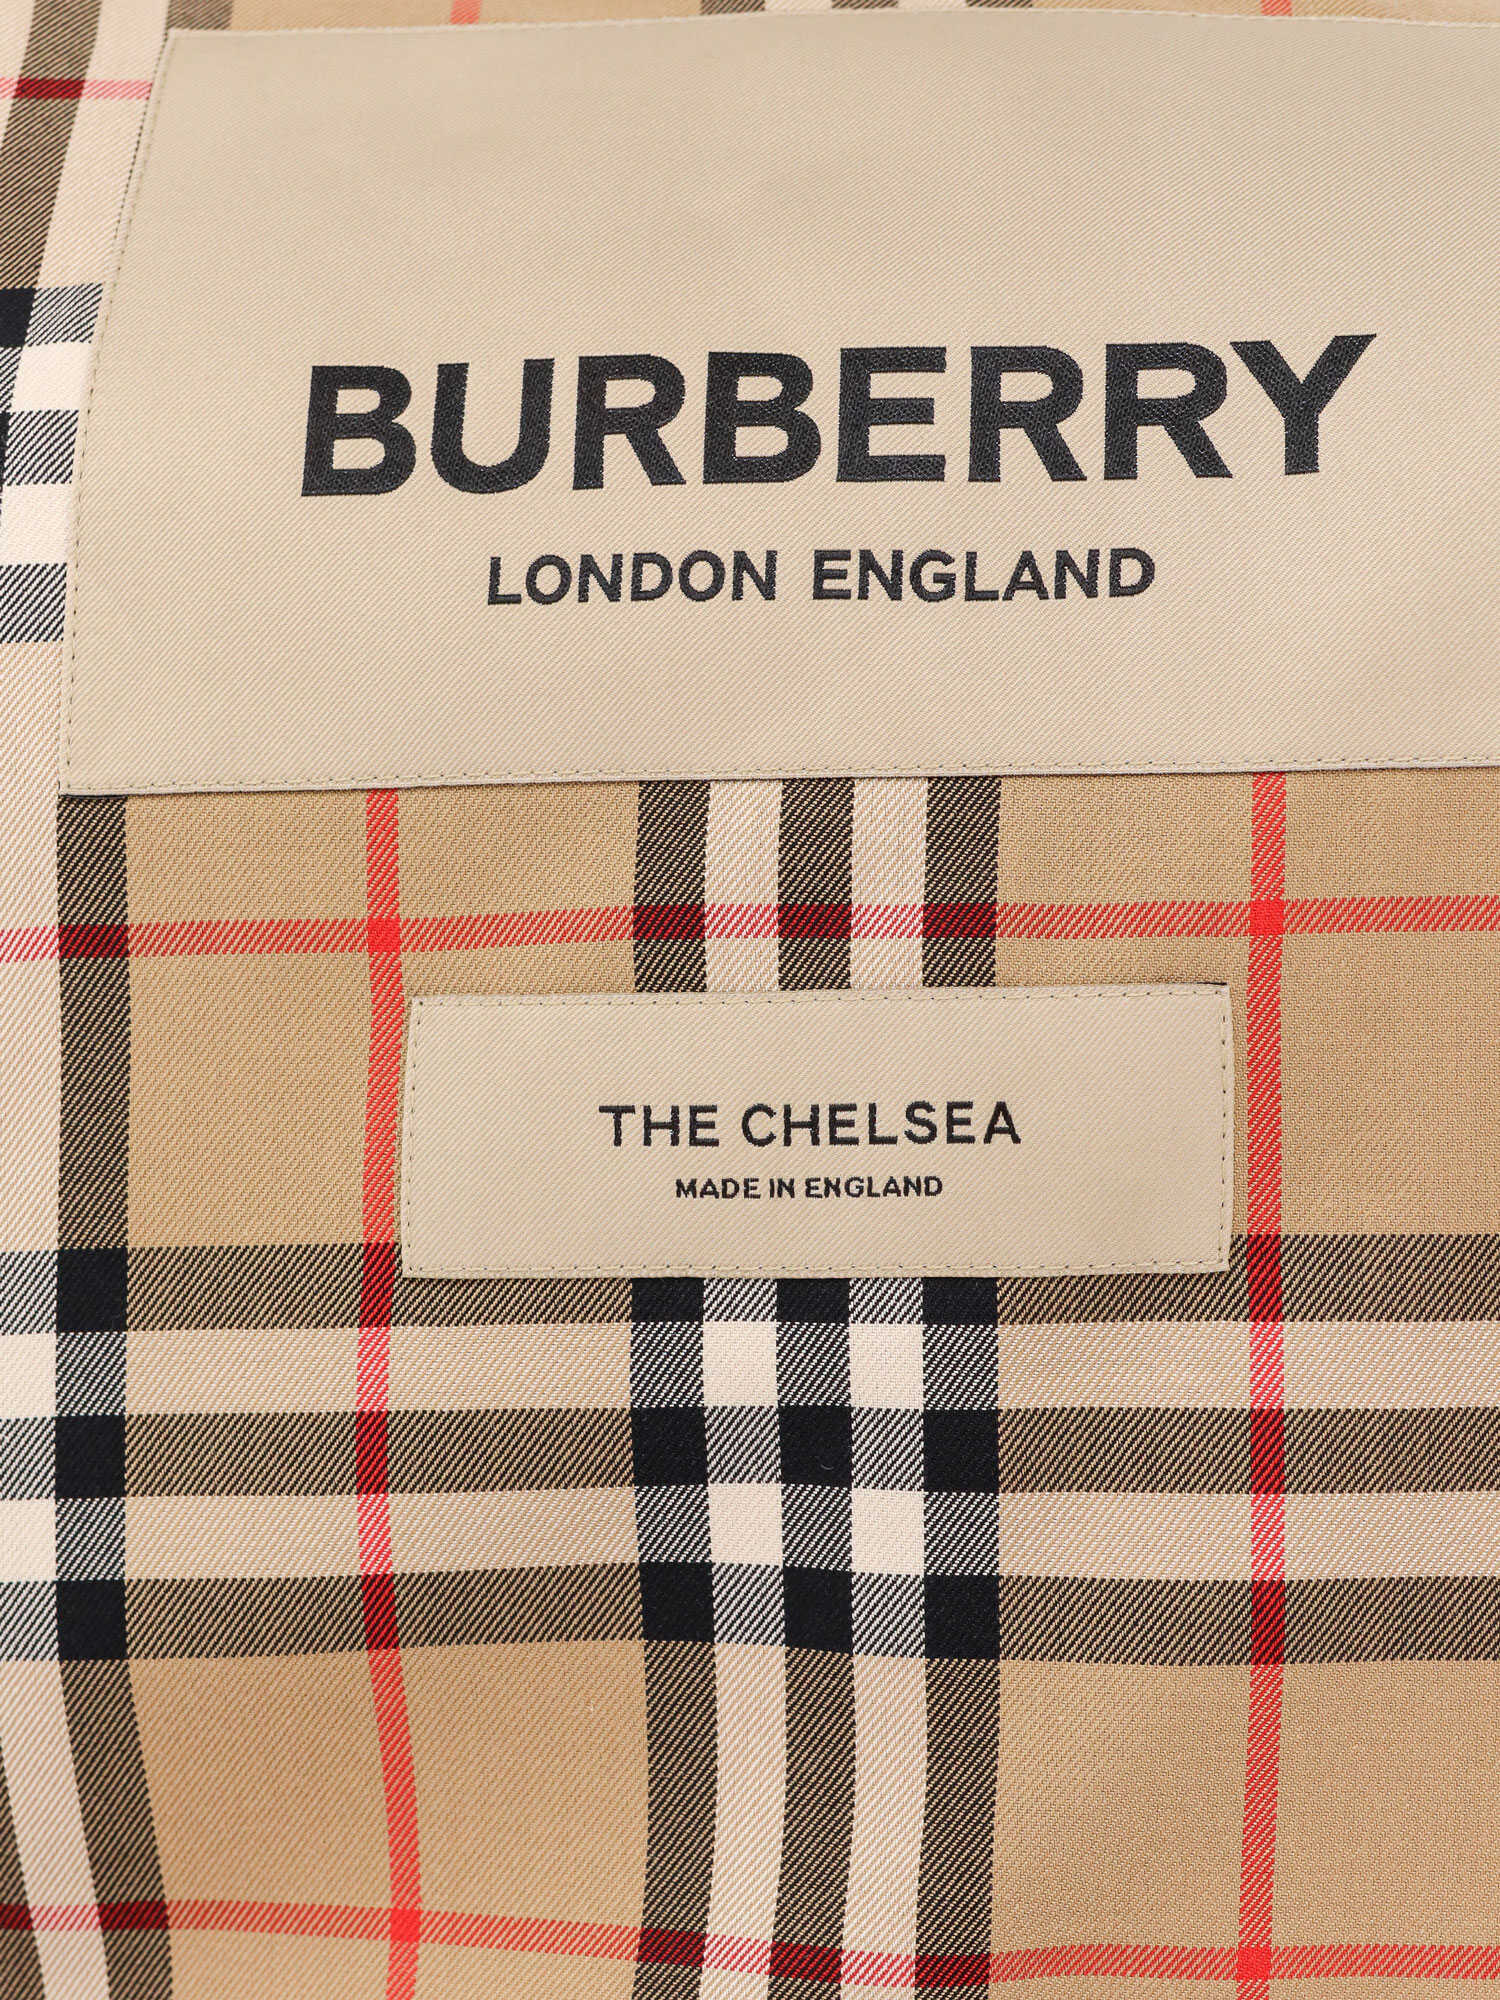 BURBERRY
LONDON ENGLAND
THE CHELSEA
MADE IN ENGLAND